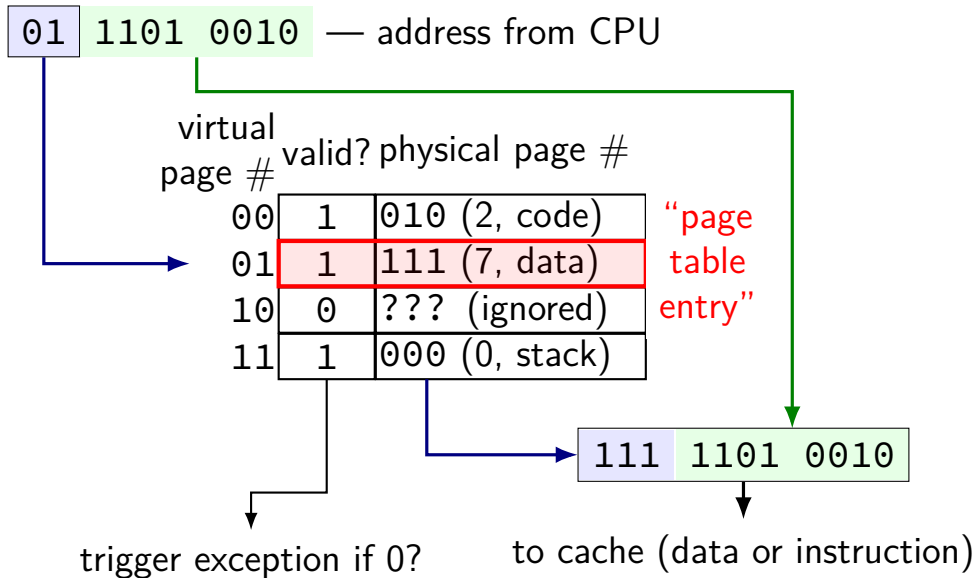 01 1101 0010 — address from CPU
virtual
page #
valid? physical page #
00 1 010 (2, code)
01 1 111 (7, data)
10 0 ??? (ignored)
11 1 000 (0, stack)
“page
table
entry”
111 1101 0010
trigger exception if 0?
to cache (data or instruction)